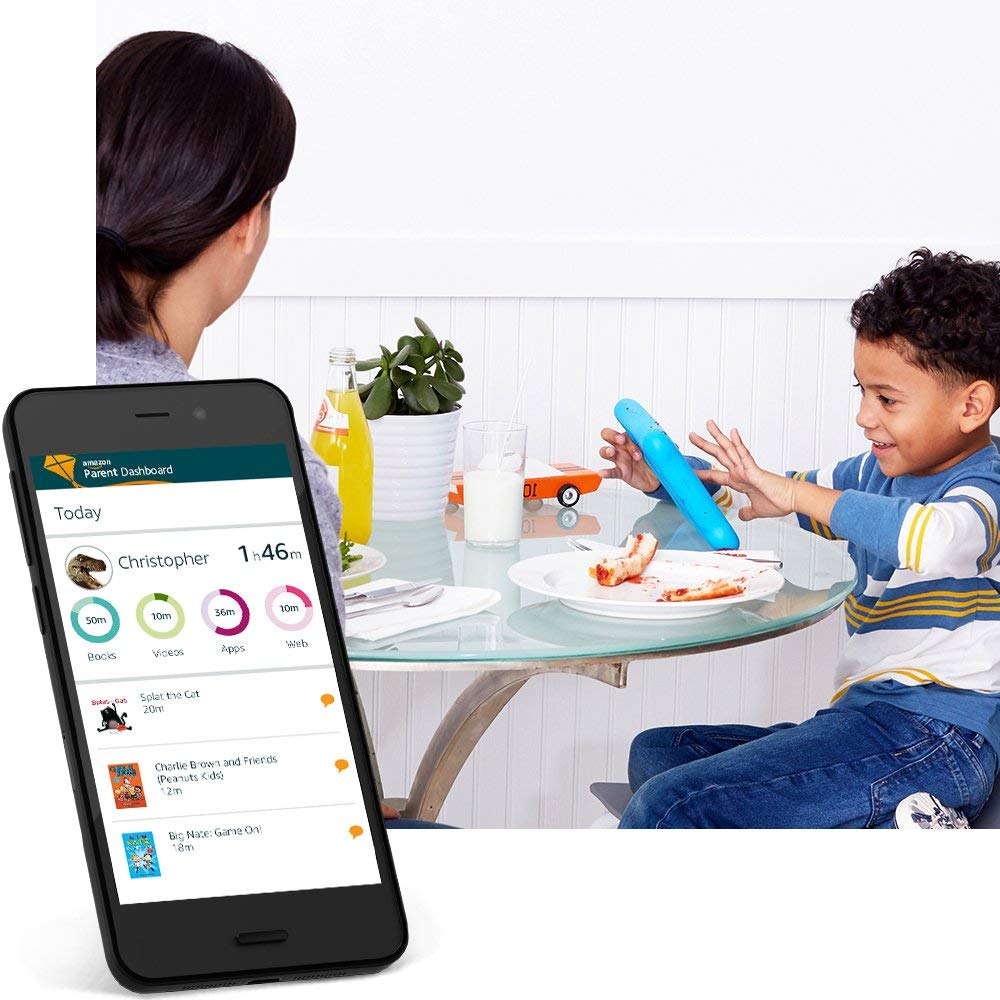 amazon
Parent Dashboard
Today
Christopher
1h46m
50m
10m
36m
10m
Books
Videos
Apps
Web
Splat the Cat
20m
Charlie Brown and Friends
(Peanuts Kids)
12m
Big Nate: Game On!
18m
01